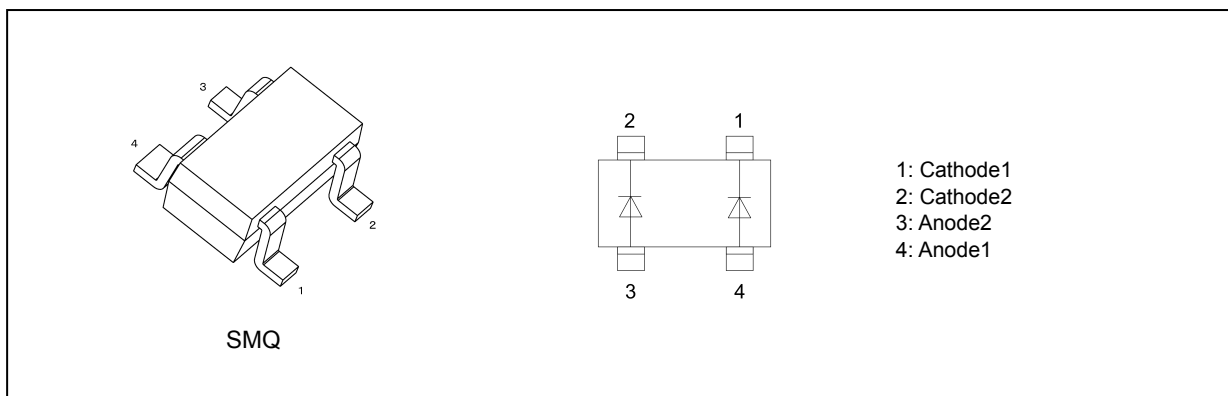 3
4
2
1
SMQ
2 1
3 4
1: Cathode1
2: Cathode2
3: Anode2
4: Anode1